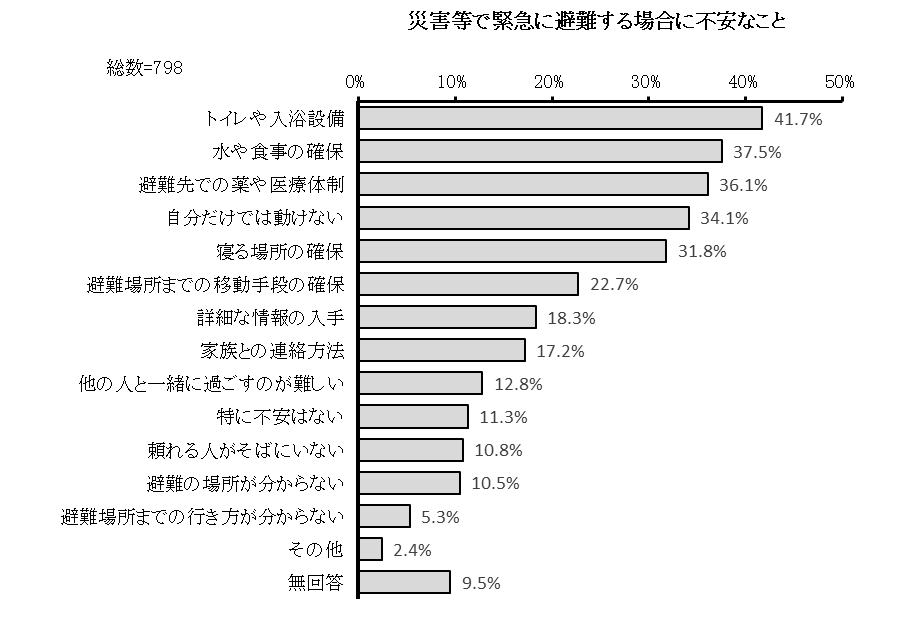 災害等で緊急に避難する場合に不安なこと
総数=798
0% 10% 20% 30% 40% 50%
トイレや入浴設備 41.7%
水や食事の確保 37.5%
避難先での薬や医療体制 36.1%
自分だけでは動けない 34.1%
寝る場所の確保 31.8%
避難場所までの移動手段の確保 22.7%
詳細な情報の入手 18.3%
家族との連絡方法 17.2%
他の人と一緒に過ごすのが難しい 12.8%
特に不安はない 11.3%
頼れる人がそばにいない 10.8%
避難の場所が分からない 10.5%
避難場所までの行き方が分からない 5.3%
その他 2.4%
無回答 9.5%